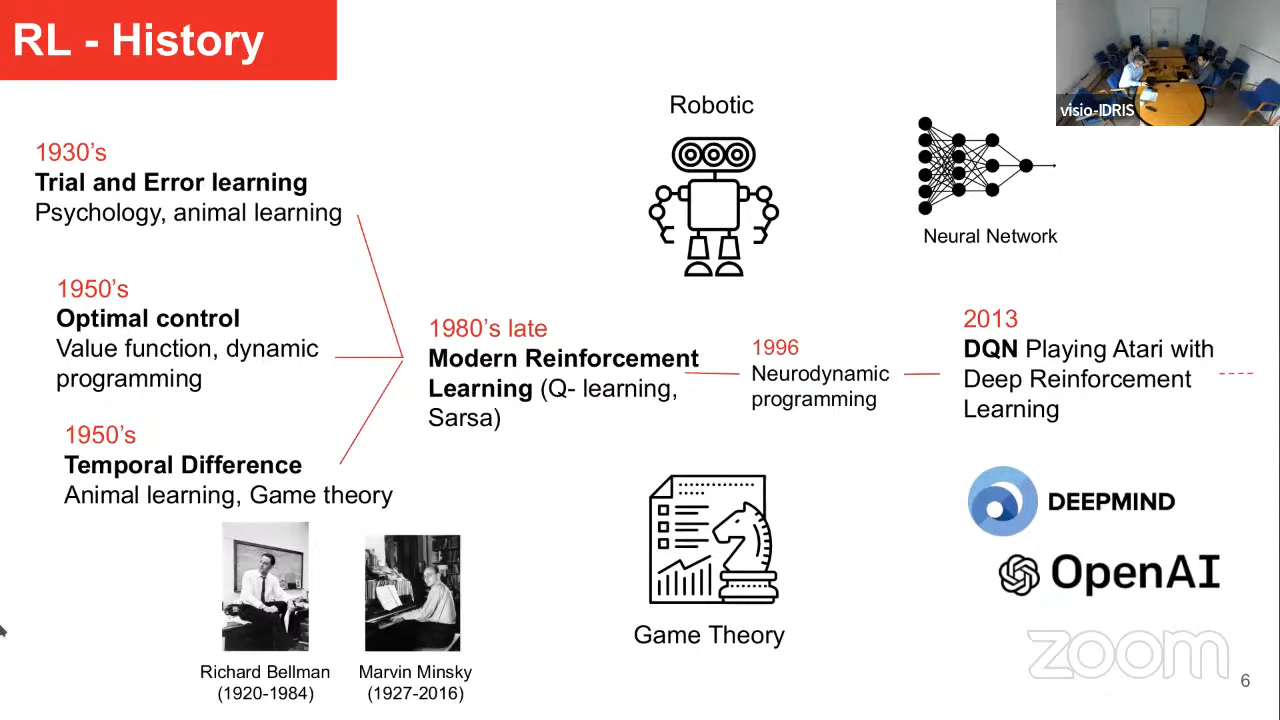 RL - History
visio-IDRIS
Robotic
Neural Network
1930's
Trial and Error learning
Psychology, animal learning
1950's
Optimal control
Value function, dynamic
programming
1950's
Temporal Difference
Animal learning, Game theory
1980's late
Modern Reinforcement
Learning (Q- learning,
Sarsa)
1996
Neurodynamic
programming
2013
DQN Playing Atari with
Deep Reinforcement
Learning
DEEPMIND
OpenAI
Game Theory
Richard Bellman
(1920-1984)
Marvin Minsky
(1927-2016)
zoom
6